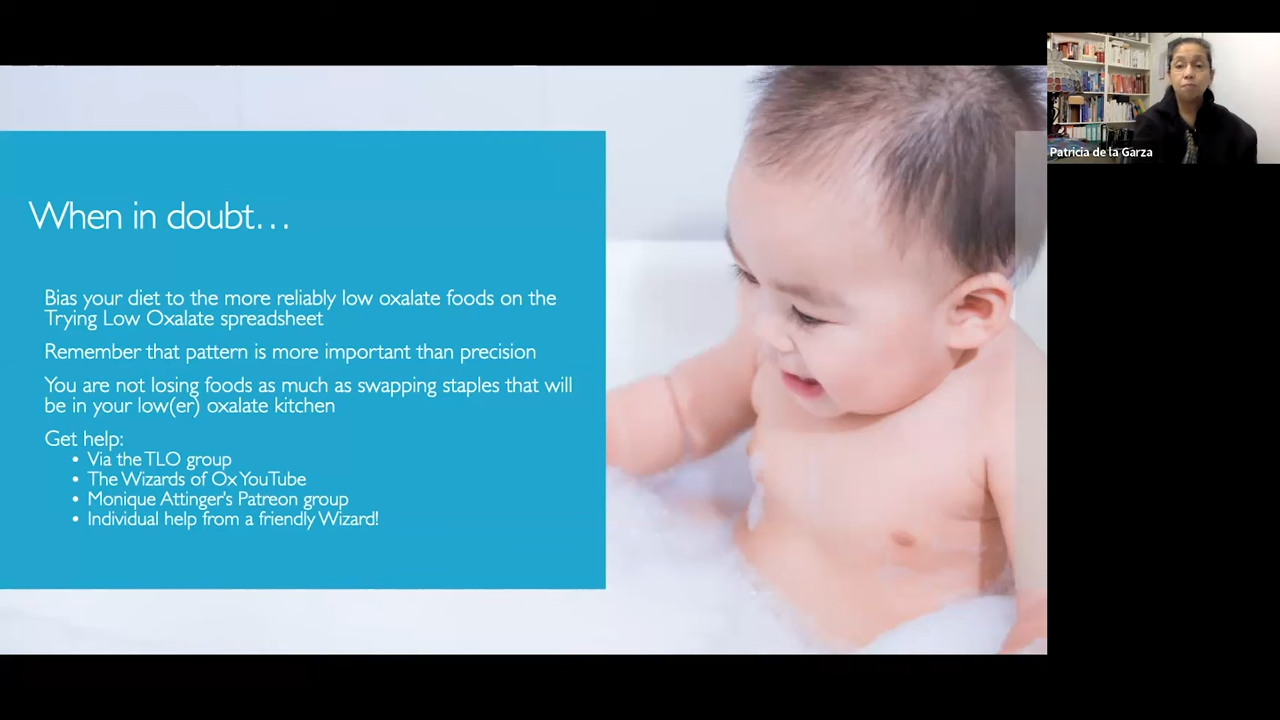 When in doubt…
Bias your diet to the more reliably low oxalate foods on the
Trying Low Oxalate spreadsheet
Remember that pattern is more important than precision
You are not losing foods as much as swapping staples that will
be in your low(er) oxalate kitchen
Get help:
• Via the TLO group
• The Wizards of Ox YouTube
• Monique Attinger's Patreon group
• Individual help from a friendly Wizard!
Patricia de la Garza